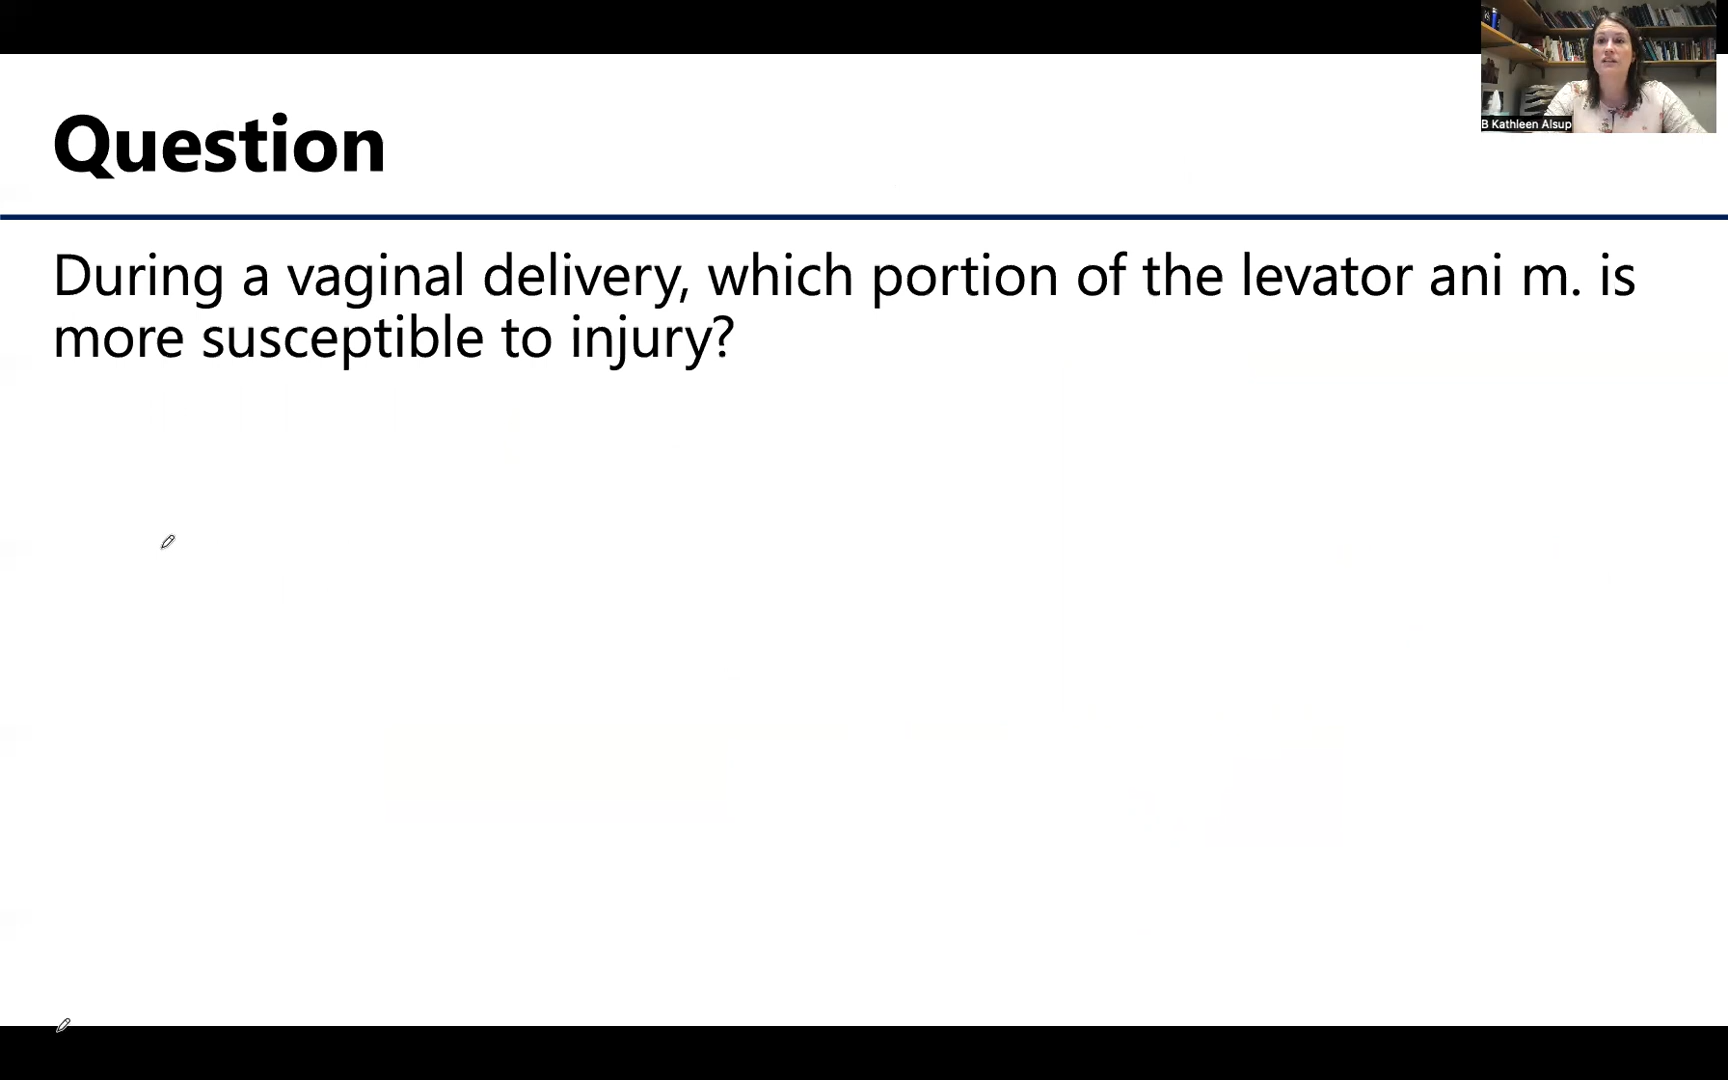 B Kathleen Alsup
Question
During a vaginal delivery, which portion of the levator ani m. is
more susceptible to injury?